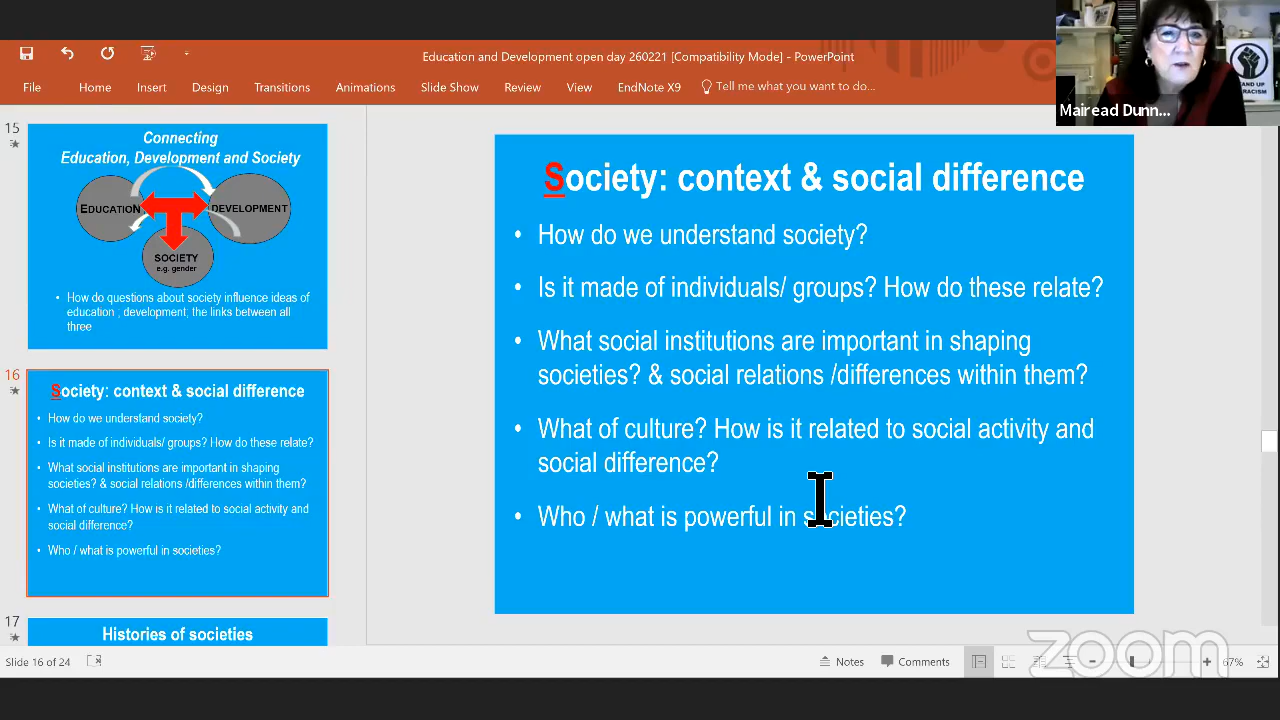 Education and Development open day 260221 [Compatibility Mode] - PowerPoint
File Home Insert Design Transitions Animations Slide Show Review View EndNote X9 Tell me what you want to do...
Mairead Dunn...
STAND UP
RACISM
15
Connecting
Education, Development and Society
EDUCATION
DEVELOPMENT
SOCIETY
e.g. gender
• How do questions about society influence ideas of
education ; development; the links between all
three
16
Society: context & social difference
• How do we understand society?
• Is it made of individuals/ groups? How do these relate?
• What social institutions are important in shaping
societies? & social relations /differences within them?
• What of culture? How is it related to social activity and
social difference?
• Who / what is powerful in societies?
17
Histories of societies
Society: context & social difference
• How do we understand society?
• Is it made of individuals/ groups? How do these relate?
• What social institutions are important in shaping
societies? & social relations /differences within them?
• What of culture? How is it related to social activity and
social difference?
• Who / what is powerful in societies?
zoom
Slide 16 of 24
Notes Comments 67%